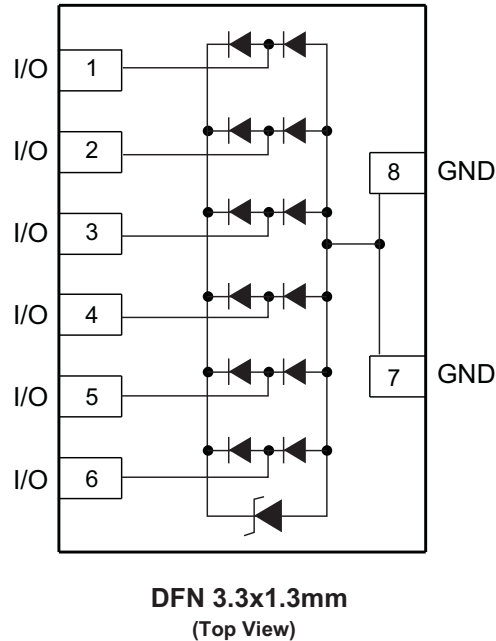 I/O 1
I/O 2
8 GND
I/O 3
I/O 4
7 GND
I/O 5
I/O 6
DFN 3.3x1.3mm
(Top View)